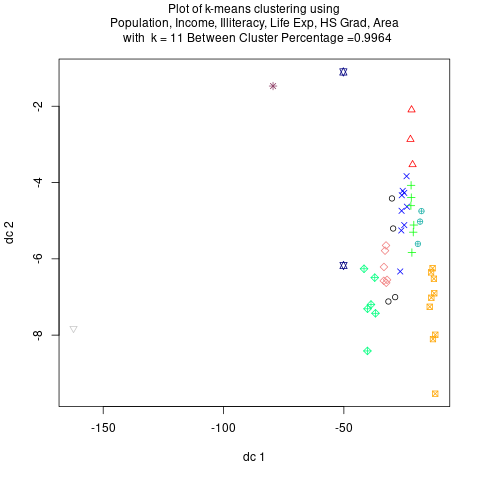 Plot of k-means clustering using
Population, Income, Illiteracy, Life Exp, HS Grad, Area
with k = 11 Between Cluster Percentage =0.9964
-2
-4
-6
-8
dc 2
-150
-100
-50
dc 1